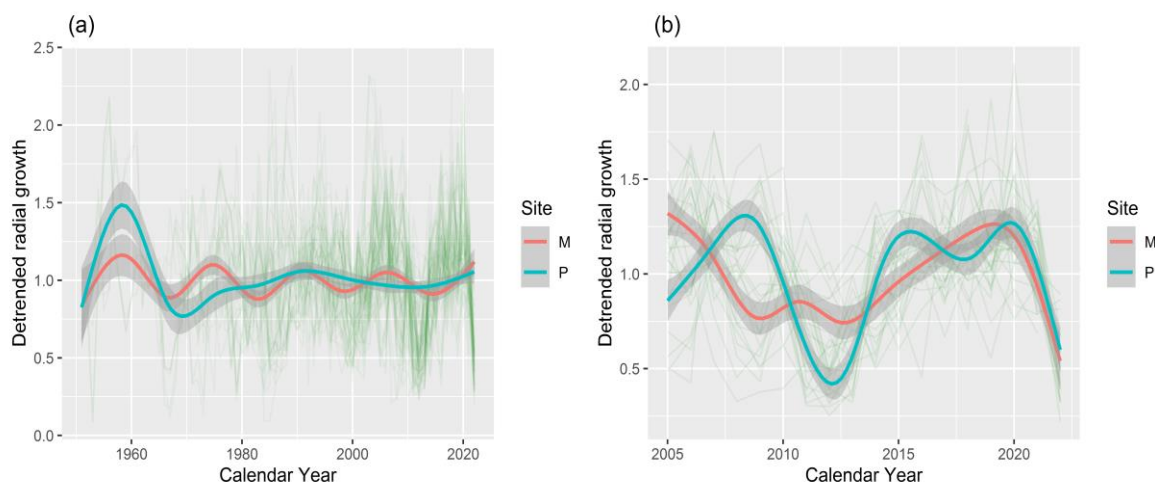 (a)
Detrended radial growth
2.5
2.0
1.5
1.0
0.5
0.0
1960 1980 2000 2020
Calendar Year
Site
M
P
(b)
Detrended radial growth
2.0
1.5
1.0
0.5
2005 2010 2015 2020
Calendar Year
Site
M
P